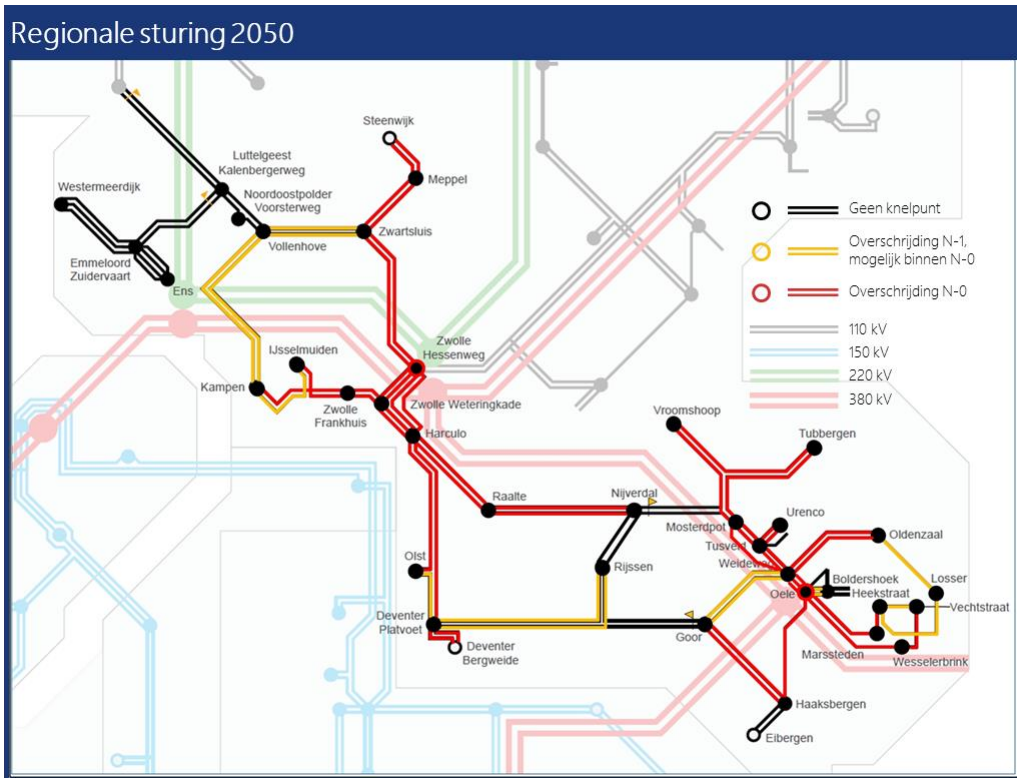 Regionale sturing 2050
Steenwijk
Luttelgeest
Kalenbergerweg
Meppel
Westermeerdijk
Noordoostpolder
Voorsterweg
Vollenhove
Zwartsluis
Emmeloord
Zuidervaart
Ens
Geen knelpunt
Overschrijding N-1,
mogelijk binnen N-0
Overschrijding N-0
110 kV
150 kV
220 kV
380 kV
Zwolle
Hessenweg
IJsselmuiden
Kampen
Zwolle
Frankhuis
Zwolle Weteringkade
Harculo
Vroomshoop
Tubbergen
Raalte
Nijverdal
Mosterdpot
Urenco
Tusveld
Oldenzaal
Olst
Rijssen
Weideweg
Boldershoek
Losser
Oele
Heekstraat
Vechtstraat
Deventer
Platvoet
Goor
Deventer
Bergweide
Marssteden
Wesselerbrink
Haaksbergen
Eibergen